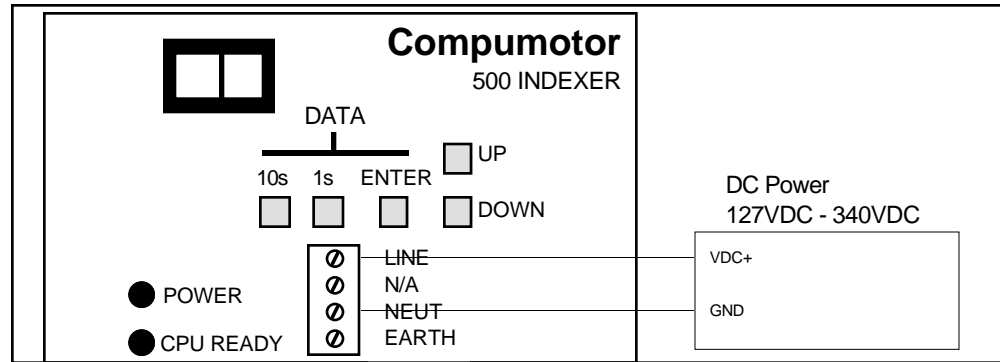 Compumotor
500 INDEXER
DATA
UP
10s 1s ENTER
DOWN
DC Power
127VDC - 340VDC
LINE
VDC+
N/A
POWER
NEUT
GND
EARTH
CPU READY